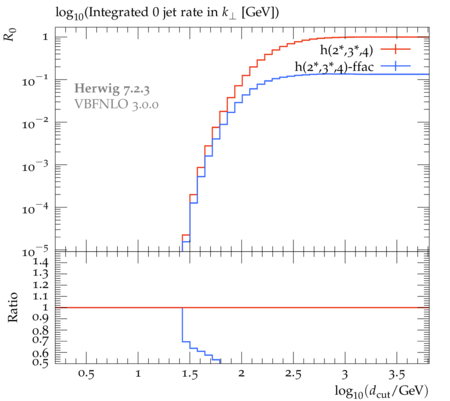 log₁₀(Integrated 0 jet rate in k⊥ [GeV])
R₀
1
h(2*,3*,4)
h(2*,3*,4)-ffac
Herwig 7.2.3
VBFNLO 3.0.0
10⁻¹
10⁻²
10⁻³
10⁻⁴
10⁻⁵
Ratio
1.4
1.3
1.2
1.1
1
0.9
0.8
0.7
0.6
0.5
0.5 1 1.5 2 2.5 3 3.5
log₁₀(d_cut/GeV)